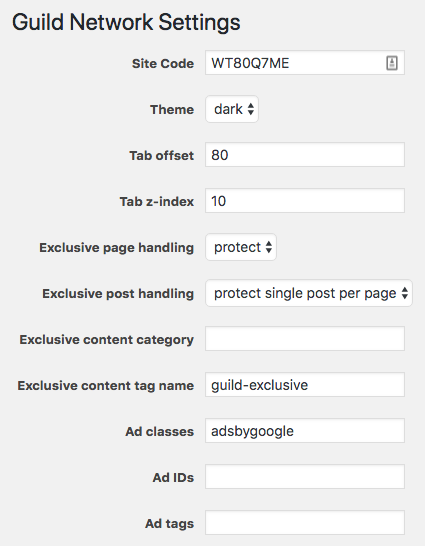 Guild Network Settings
Site Code WT80Q7ME
Theme dark
Tab offset 80
Tab z-index 10
Exclusive page handling protect
Exclusive post handling protect single post per page
Exclusive content category
Exclusive content tag name guild-exclusive
Ad classes adsbygoogle
Ad IDs
Ad tags